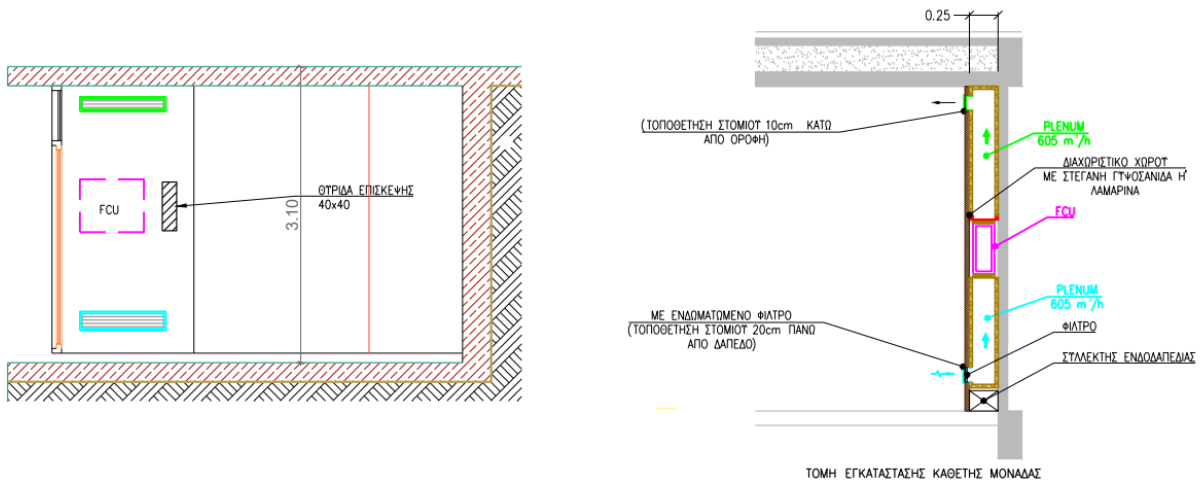 FCU
ΘΥΡΙΔΑ ΕΠΙΣΚΕΨΗΣ
40x40
3.10
0.25
(ΤΟΠΟΘΕΤΗΣΗ ΣΤΟΜΙΟΥ 10cm ΚΑΤΩ
ΑΠΟ ΟΡΟΦΗ)
PLENUM
605 m³/h
ΔΙΑΧΩΡΙΣΤΙΚΟ ΧΩΡΟΥ
ΜΕ ΣΤΕΓΑΝΗ ΓΥΨΟΣΑΝΙΔΑ Η'
ΛΑΜΑΡΙΝΑ
FCU
ΜΕ ΕΝΔΩΜΑΤΩΜΕΝΟ ΦΙΛΤΡΟ
(ΤΟΠΟΘΕΤΗΣΗ ΣΤΟΜΙΟΥ 20cm ΠΑΝΩ
ΑΠΟ ΔΑΠΕΔΟ)
PLENUM
605 m³/h
ΦΙΛΤΡΟ
ΣΥΛΛΕΚΤΗΣ ΕΝΔΟΔΑΠΕΔΙΑΣ
ΤΟΜΗ ΕΓΚΑΤΑΣΤΑΣΗΣ ΚΑΘΕΤΗΣ ΜΟΝΑΔΑΣ